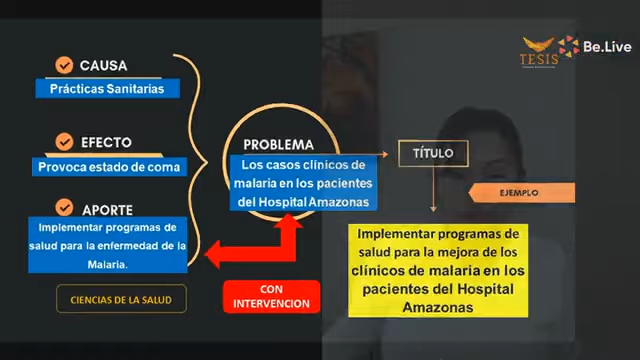 CAUSA
Prácticas Sanitarias
EFECTO
Provoca estado de coma
APORTE
Implementar programas de
salud para la enfermedad de la
Malaria.
CIENCIAS DE LA SALUD
PROBLEMA
Los casos clínicos de
malaria en los pacientes
del Hospital Amazonas
CON
INTERVENCION
TÍTULO
EJEMPLO
Implementar programas de
salud para la mejora de los
clínicos de malaria en los
pacientes del Hospital
Amazonas
TESIS
Be.Live